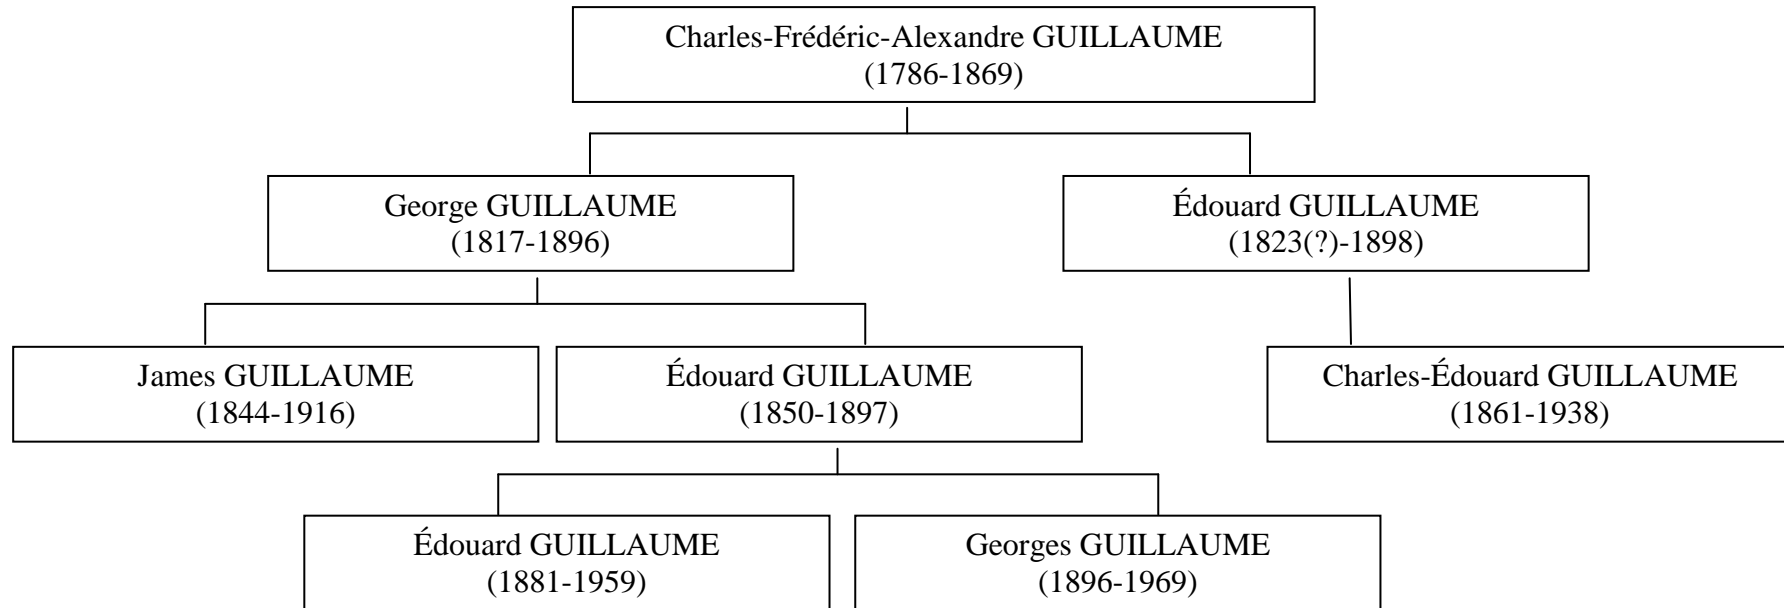 Charles-Frédéric-Alexandre GUILLAUME
(1786-1869)
George GUILLAUME
(1817-1896)
Édouard GUILLAUME
(1823(?)-1898)
James GUILLAUME
(1844-1916)
Édouard GUILLAUME
(1850-1897)
Charles-Édouard GUILLAUME
(1861-1938)
Édouard GUILLAUME
(1881-1959)
Georges GUILLAUME
(1896-1969)